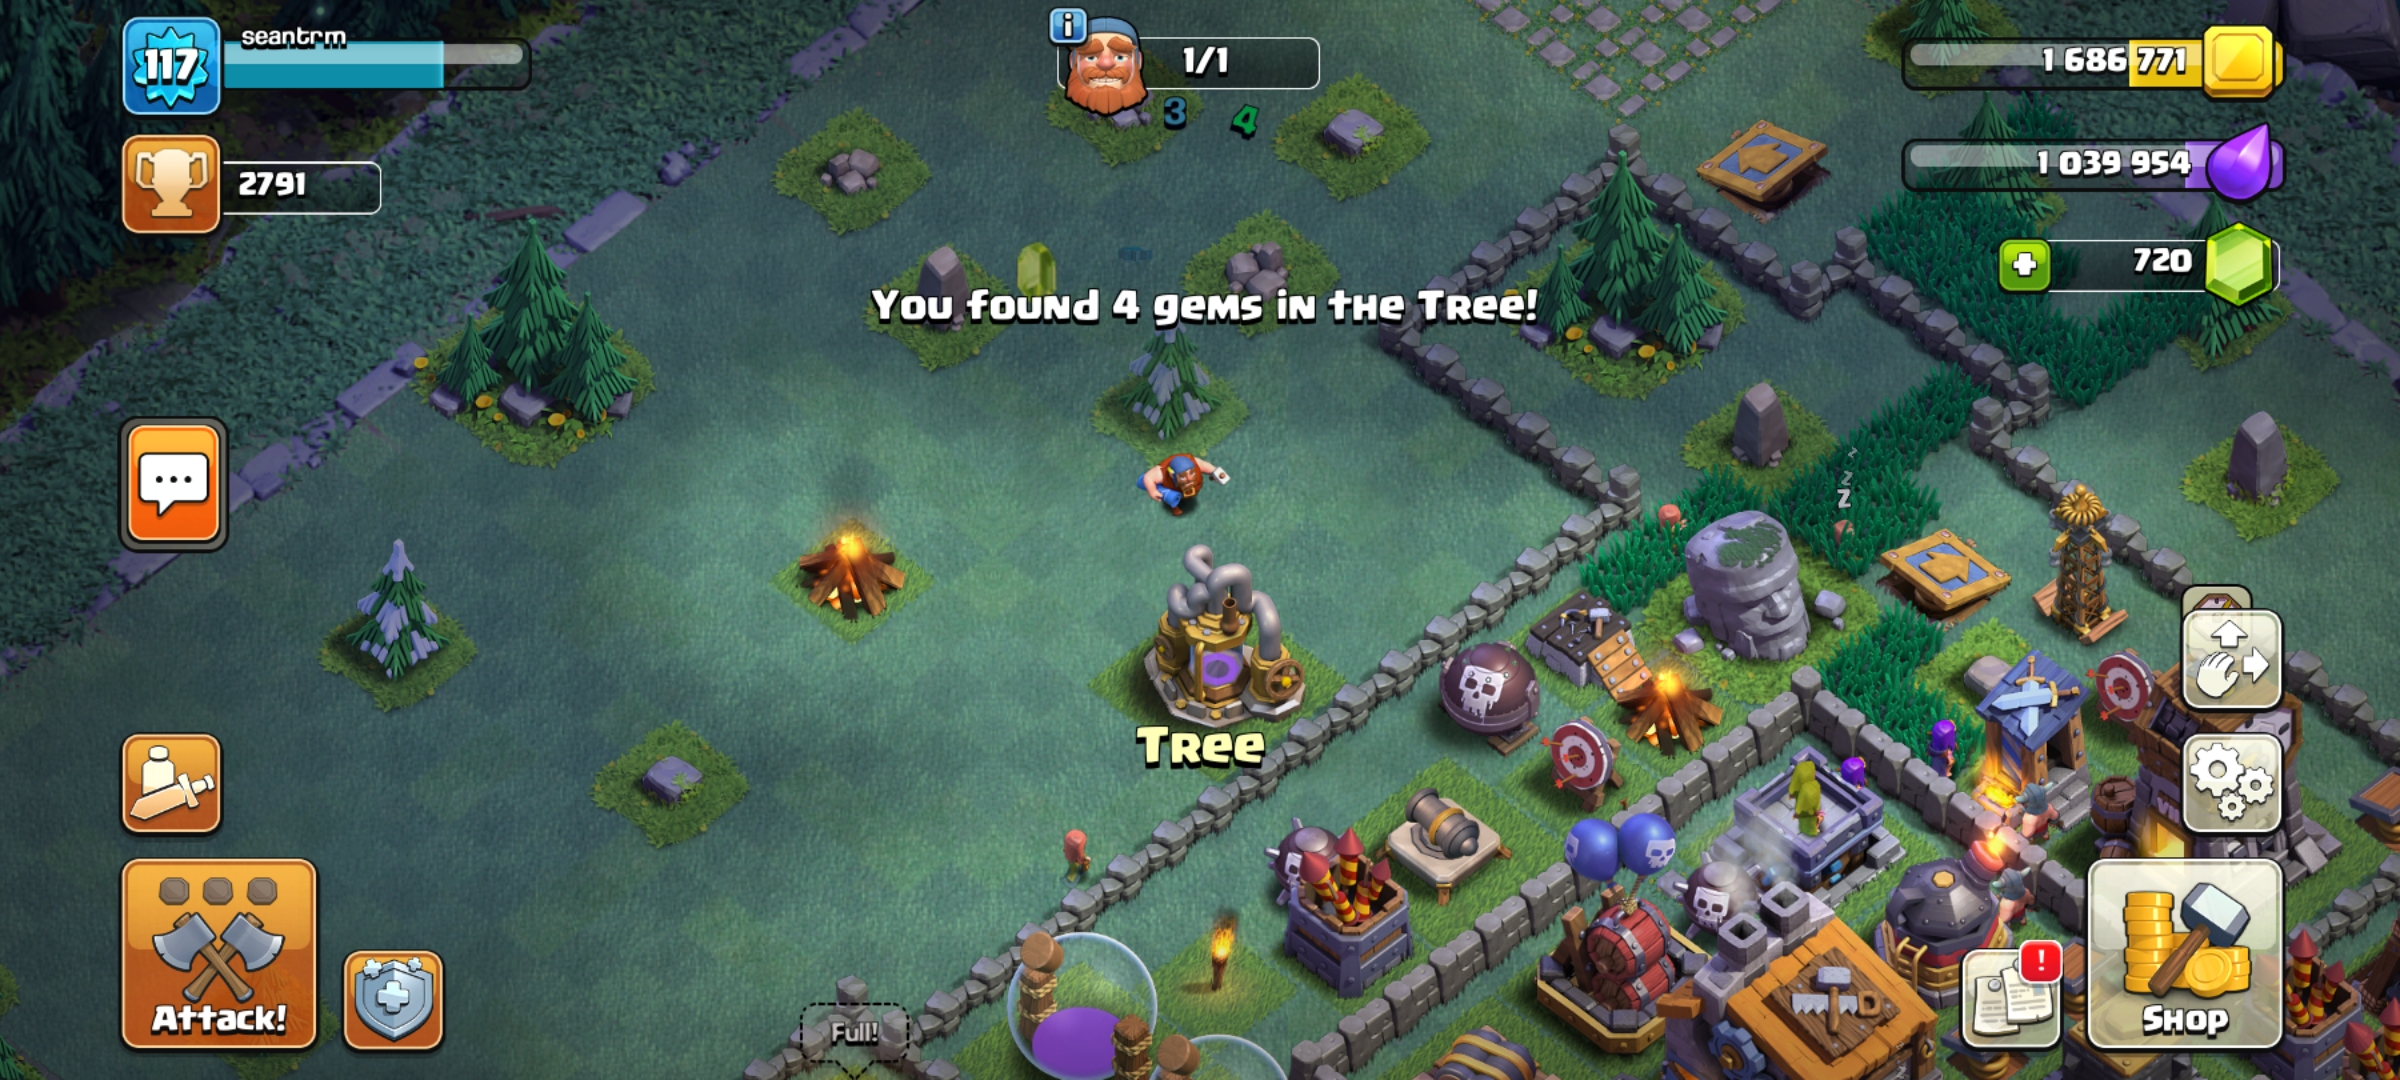 117
seantrm
i
1/1
1 686 771
3
4
1 039 954
2791
720
You found 4 gems in the Tree!
z
z
z
Tree
!
Attack!
Full!
Shop